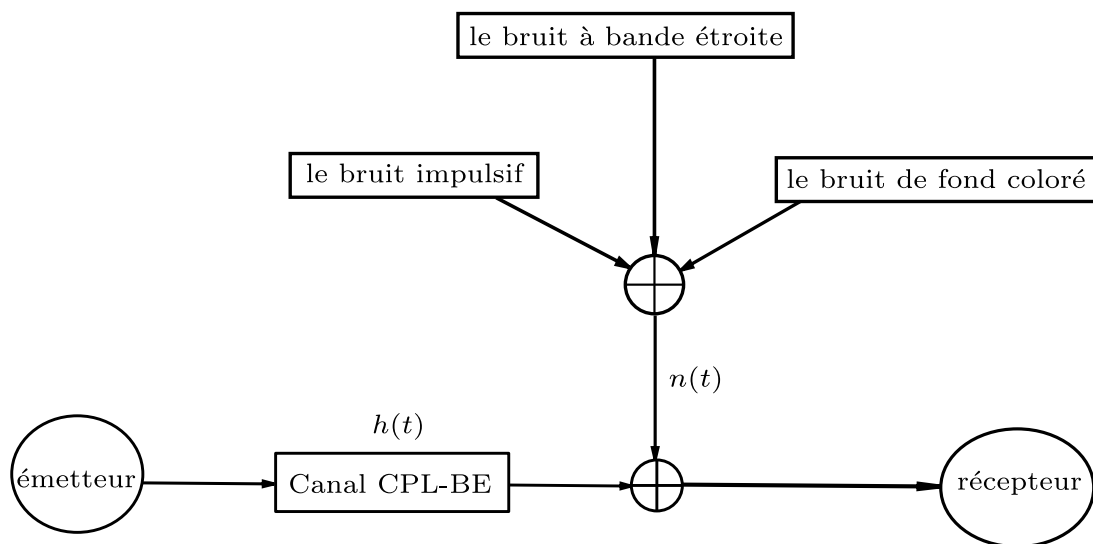 le bruit à bande étroite
le bruit impulsif
le bruit de fond coloré
n(t)
h(t)
émetteur
Canal CPL-BE
récepteur